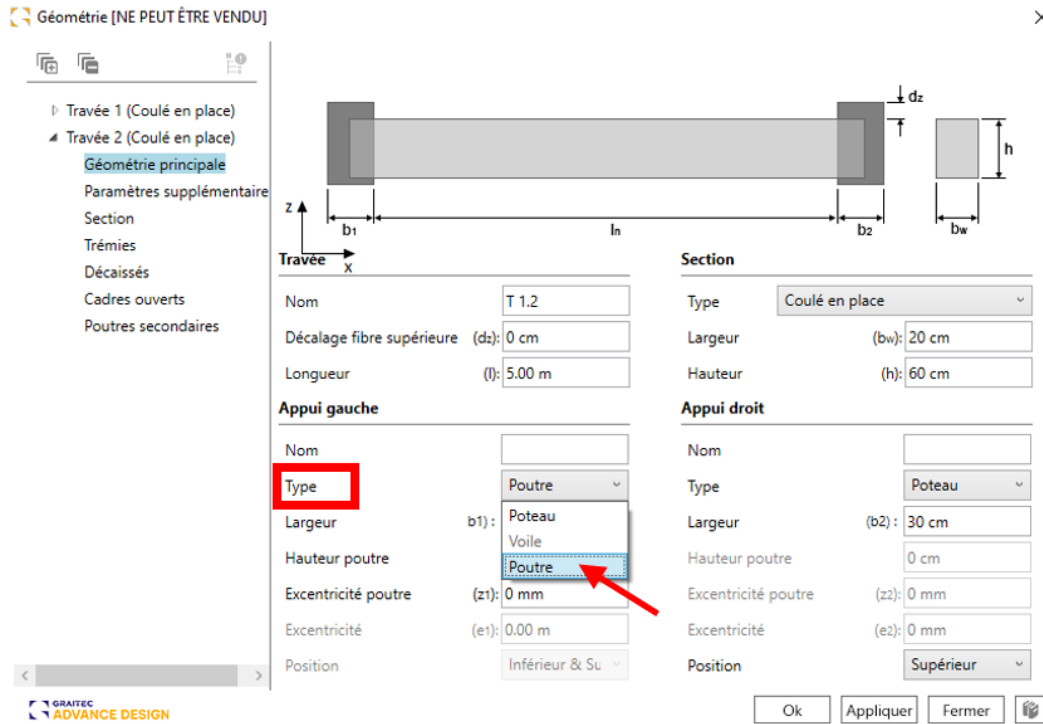 Géométrie [NE PEUT ÊTRE VENDU]
Travée 1 (Coulé en place)
Travée 2 (Coulé en place)
Géométrie principale
Paramètres supplémentaire
Section
Trémies
Décaissés
Cadres ouverts
Poutres secondaires
dz
h
z
x
b1
ln
b2
bw
Travée
Nom T 1.2
Décalage fibre supérieure (dz): 0 cm
Longueur (l): 5.00 m
Section
Type Coulé en place
Largeur (bw): 20 cm
Hauteur (h): 60 cm
Appui gauche
Nom
Type Poutre
Poteau
Voile
Poutre
Largeur b1) :
Hauteur poutre
Excentricité poutre (z1): 0 mm
Excentricité (e1): 0.00 m
Position Inférieur & Su
Appui droit
Nom
Type Poteau
Largeur (b2) : 30 cm
Hauteur poutre 0 cm
Excentricité poutre (z2): 0 mm
Excentricité (e2): 0 mm
Position Supérieur
GRAITEC
ADVANCE DESIGN
Ok Appliquer Fermer